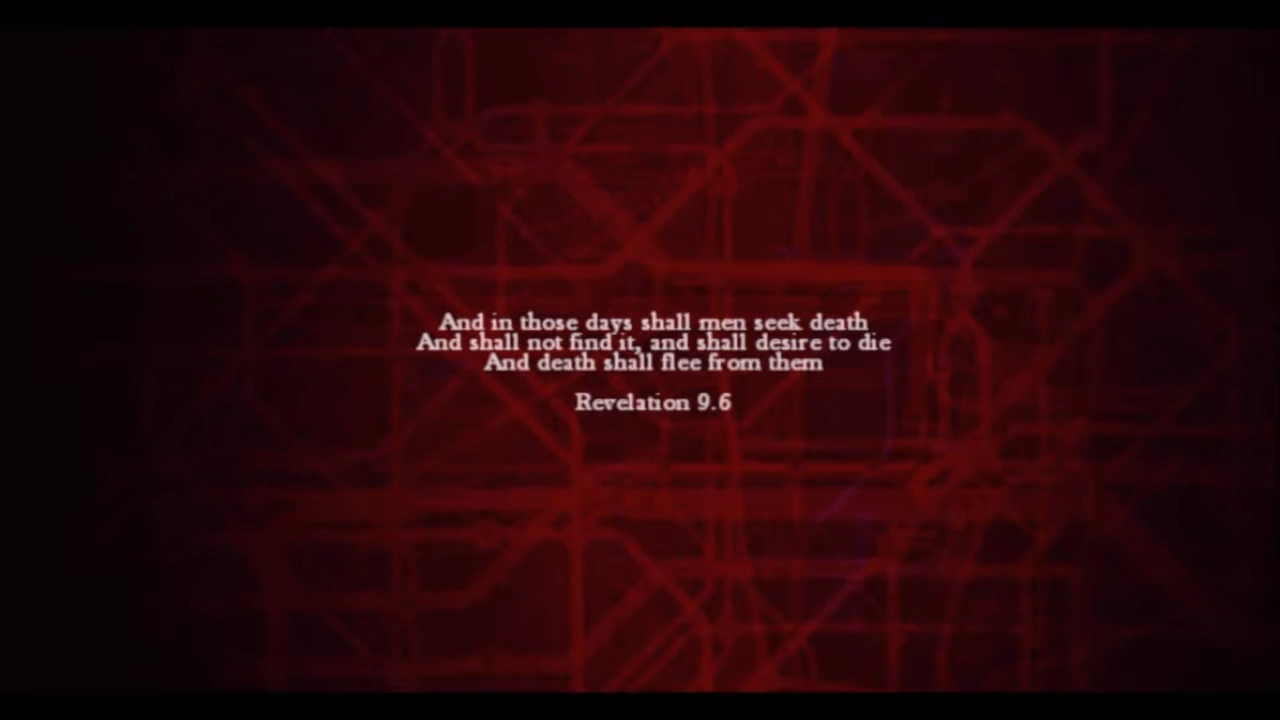 And in those days shall men seek death
And shall not find it, and shall desire to die
And death shall flee from them
Revelation 9.6